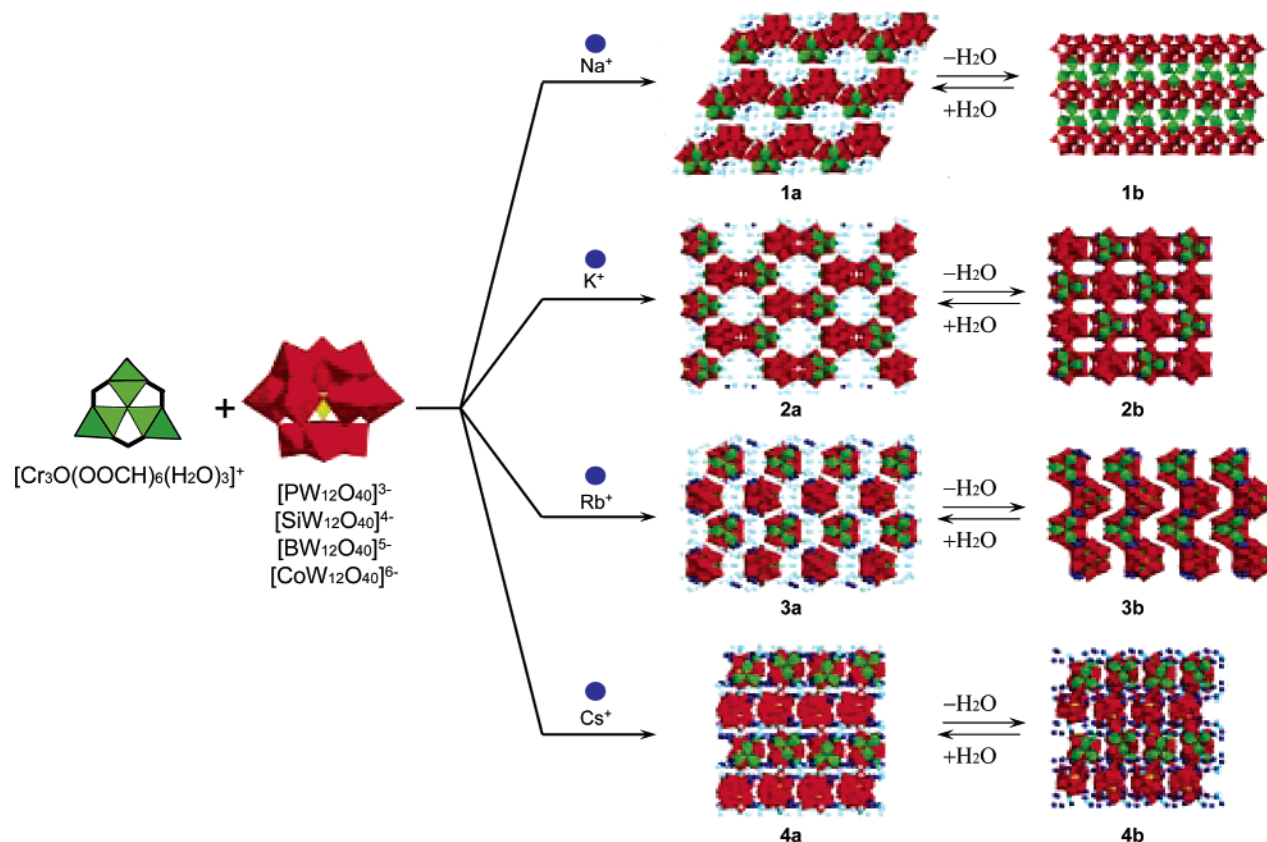 Na⁺
−H₂O
+H₂O
1a
1b
K⁺
−H₂O
+H₂O
2a
2b
+
[Cr₃O(OOCH)₆(H₂O)₃]⁺
[PW₁₂O₄₀]³⁻
[SiW₁₂O₄₀]⁴⁻
[BW₁₂O₄₀]⁵⁻
[CoW₁₂O₄₀]⁶⁻
Rb⁺
−H₂O
+H₂O
3a
3b
Cs⁺
−H₂O
+H₂O
4a
4b